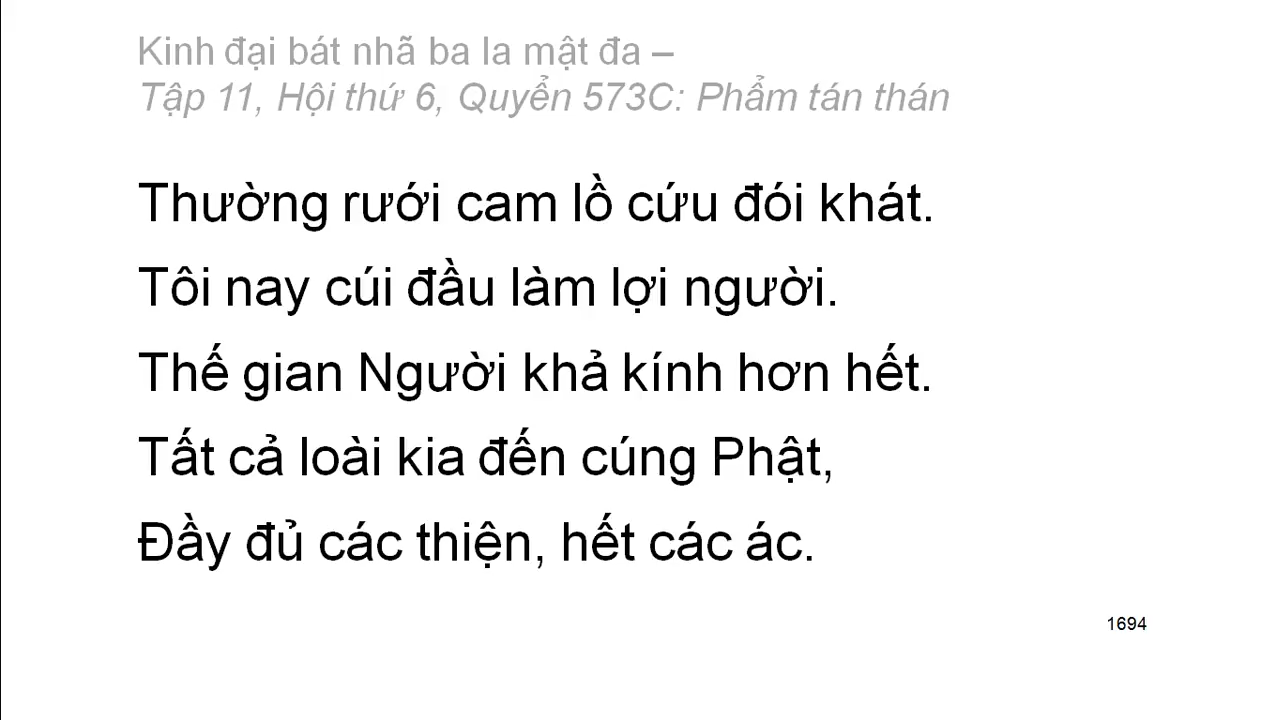 Kinh đại bát nhã ba la mật đa –
Tập 11, Hội thứ 6, Quyển 573C: Phẩm tán thán
Thường rưới cam lồ cứu đói khát.
Tôi nay cúi đầu làm lợi người.
Thế gian Người khả kính hơn hết.
Tất cả loài kia đến cúng Phật,
Đầy đủ các thiện, hết các ác.
1694